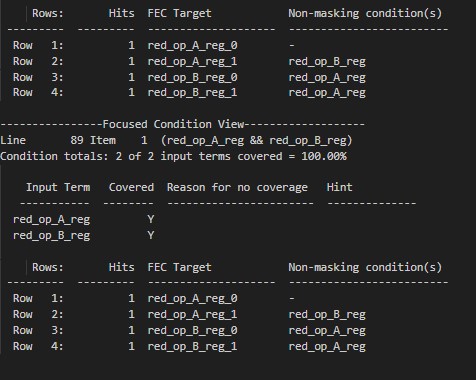 Rows: Hits FEC Target Non-masking condition(s)
--------- --------- -------------------- -------------------------
Row 1: 1 red_op_A_reg_0 -
Row 2: 1 red_op_A_reg_1 red_op_B_reg
Row 3: 1 red_op_B_reg_0 red_op_A_reg
Row 4: 1 red_op_B_reg_1 red_op_A_reg
----------------Focused Condition View-------------------
Line 89 Item 1 (red_op_A_reg && red_op_B_reg)
Condition totals: 2 of 2 input terms covered = 100.00%
Input Term Covered Reason for no coverage Hint
----------- -------- ----------------------- --------------
red_op_A_reg Y
red_op_B_reg Y
Rows: Hits FEC Target Non-masking condition(s)
--------- --------- -------------------- -------------------------
Row 1: 1 red_op_A_reg_0 -
Row 2: 1 red_op_A_reg_1 red_op_B_reg
Row 3: 1 red_op_B_reg_0 red_op_A_reg
Row 4: 1 red_op_B_reg_1 red_op_A_reg